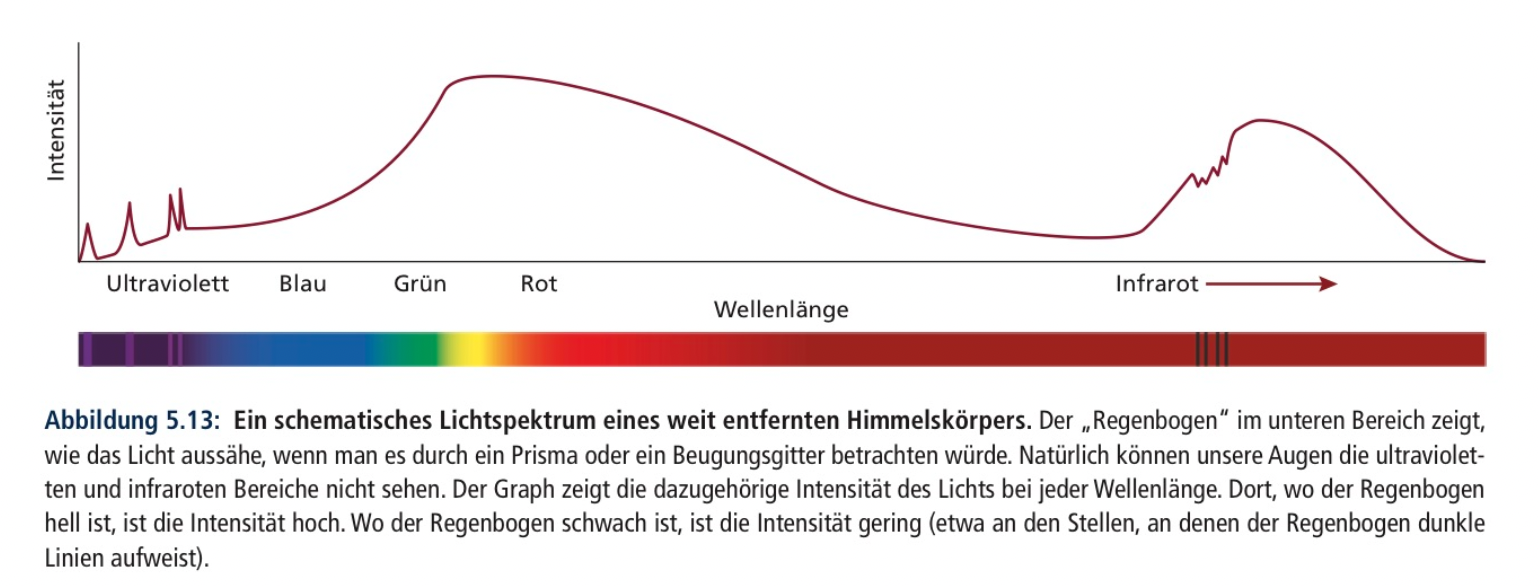 Intensität
Ultraviolett Blau Grün Rot Infrarot
Wellenlänge
Abbildung 5.13: Ein schematisches Lichtspektrum eines weit entfernten Himmelskörpers. Der „Regenbogen“ im unteren Bereich zeigt,
wie das Licht aussähe, wenn man es durch ein Prisma oder ein Beugungsgitter betrachten würde. Natürlich können unsere Augen die ultraviolet-
ten und infraroten Bereiche nicht sehen. Der Graph zeigt die dazugehörige Intensität des Lichts bei jeder Wellenlänge. Dort, wo der Regenbogen
hell ist, ist die Intensität hoch. Wo der Regenbogen schwach ist, ist die Intensität gering (etwa an den Stellen, an denen der Regenbogen dunkle
Linien aufweist).